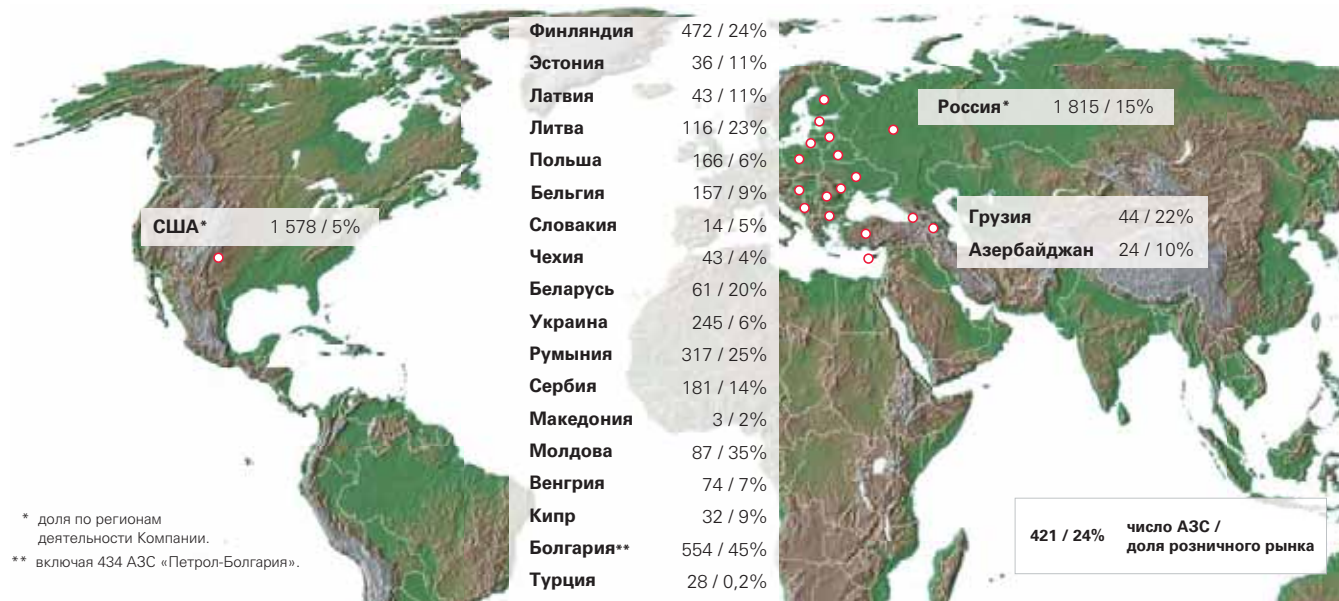 Финляндия 472 / 24%
Эстония 36 / 11%
Латвия 43 / 11%
Литва 116 / 23%
Польша 166 / 6%
Бельгия 157 / 9%
Словакия 14 / 5%
Чехия 43 / 4%
Беларусь 61 / 20%
Украина 245 / 6%
Румыния 317 / 25%
Сербия 181 / 14%
Македония 3 / 2%
Молдова 87 / 35%
Венгрия 74 / 7%
Кипр 32 / 9%
Болгария** 554 / 45%
Турция 28 / 0,2%
США* 1 578 / 5%
Россия* 1 815 / 15%
Грузия 44 / 22%
Азербайджан 24 / 10%
* доля по регионам
деятельности Компании.
** включая 434 АЗС «Петрол-Болгария».
421 / 24% число АЗС /
доля розничного рынка